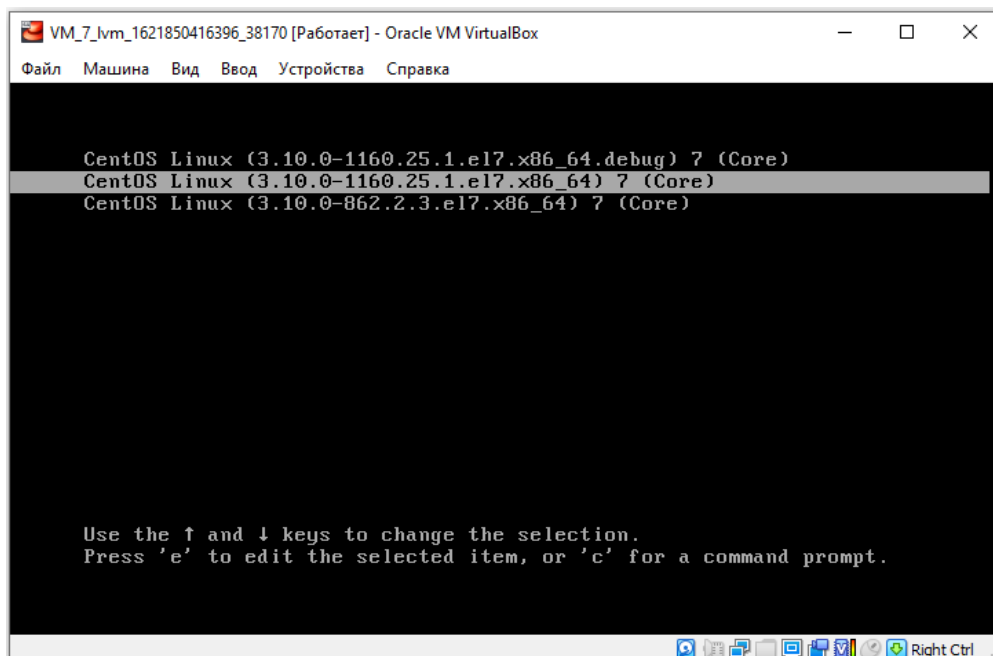 VM_7_lvm_1621850416396_38170 [Работает] - Oracle VM VirtualBox
Файл Машина Вид Ввод Устройства Справка
CentOS Linux (3.10.0-1160.25.1.el7.x86_64.debug) 7 (Core)
CentOS Linux (3.10.0-1160.25.1.el7.x86_64) 7 (Core)
CentOS Linux (3.10.0-862.2.3.el7.x86_64) 7 (Core)
Use the ↑ and ↓ keys to change the selection.
Press 'e' to edit the selected item, or 'c' for a command prompt.
Right Ctrl